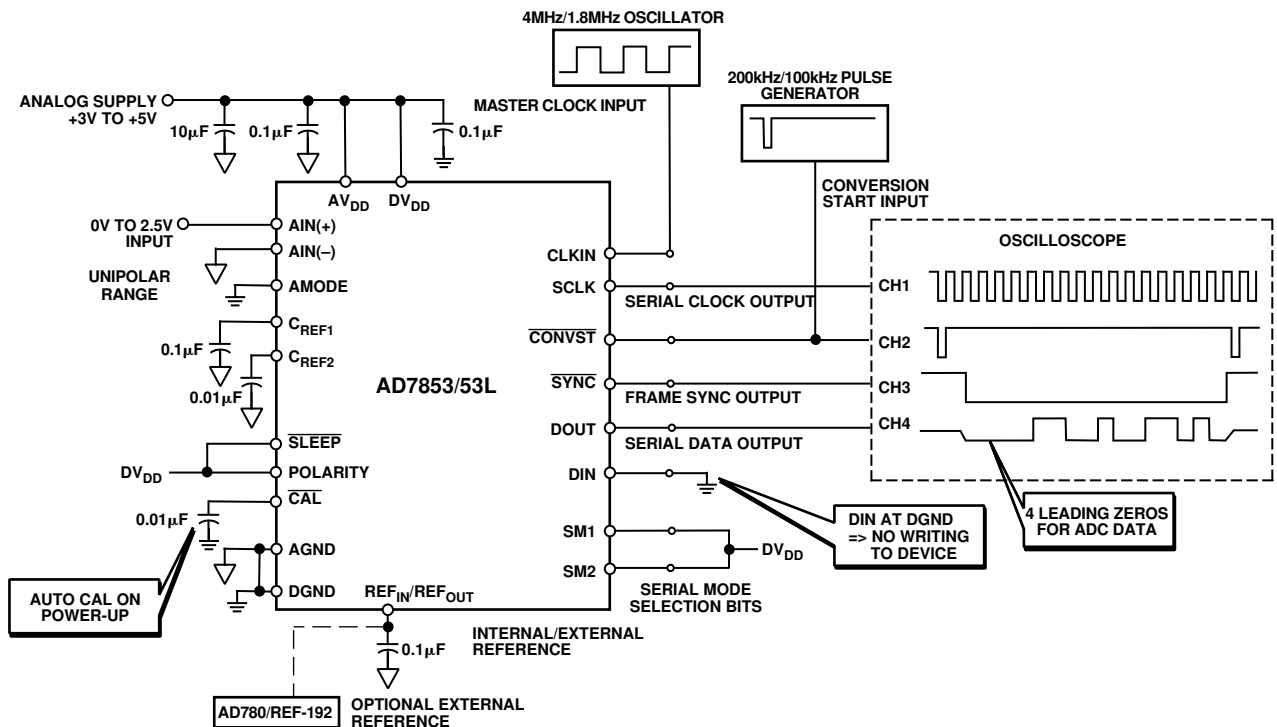 4MHz/1.8MHz OSCILLATOR
200kHz/100kHz PULSE
GENERATOR
MASTER CLOCK INPUT
ANALOG SUPPLY
+3V TO +5V
10µF
0.1µF
0.1µF
CONVERSION
START INPUT
AVDD
DVDD
0V TO 2.5V
INPUT
AIN(+)
AIN(–)
UNIPOLAR
RANGE
AMODE
CREF1
0.1µF
CREF2
0.01µF
AD7853/53L
SLEEP
DVDD
POLARITY
CAL
0.01µF
AGND
DGND
REFIN/REFOUT
AUTO CAL ON
POWER-UP
CLKIN
SCLK
SERIAL CLOCK OUTPUT
CONVST
SYNC
FRAME SYNC OUTPUT
DOUT
SERIAL DATA OUTPUT
DIN
SM1
SM2
DVDD
SERIAL MODE
SELECTION BITS
OSCILLOSCOPE
CH1
CH2
CH3
CH4
DIN AT DGND
=> NO WRITING
TO DEVICE
4 LEADING ZEROS
FOR ADC DATA
INTERNAL/EXTERNAL
REFERENCE
0.1µF
AD780/REF-192
OPTIONAL EXTERNAL
REFERENCE